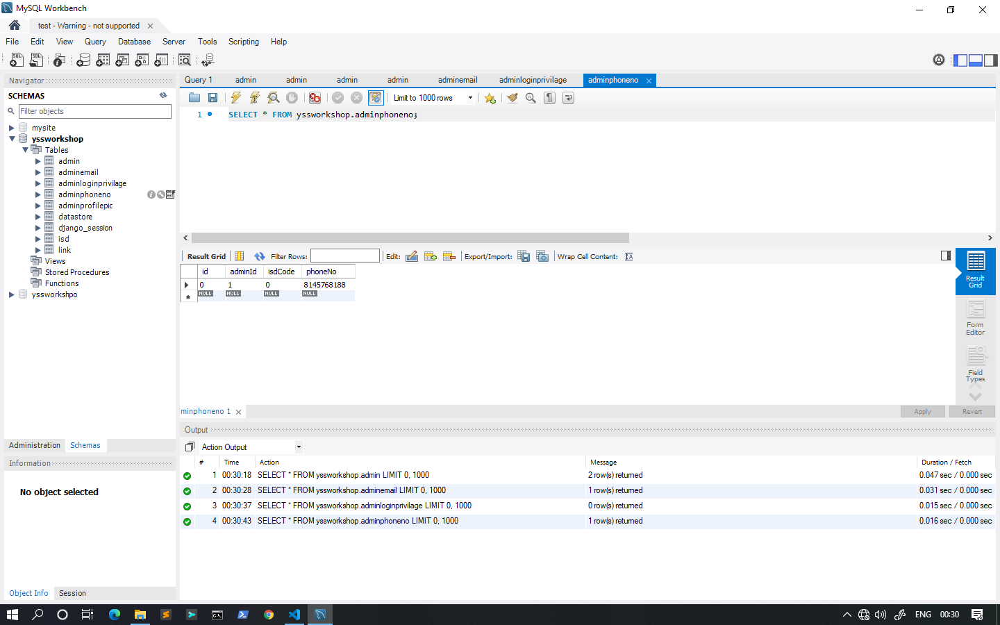 MySQL Workbench
test - Warning - not supported
File Edit View Query Database Server Tools Scripting Help
Navigator
SCHEMAS
Filter objects
mysite
yssworkshop
Tables
admin
adminemail
adminloginprivilage
adminphoneno
adminprofilepic
datastore
django_session
isd
link
Views
Stored Procedures
Functions
yssworkshpo
Administration Schemas
Information
No object selected
Object Info Session
Query 1 admin admin admin admin adminemail adminloginprivilage adminphoneno
Limit to 1000 rows
1 SELECT * FROM yssworkshop.adminphoneno;
Result Grid Filter Rows: Edit: Export/Import: Wrap Cell Content:
id adminId isdCode phoneNo
0 1 0 8145768188
NULL NULL NULL NULL
Result
Grid
Form
Editor
Field
Types
minphoneno 1
Apply Revert
Output
Action Output
# Time Action Message Duration / Fetch
1 00:30:18 SELECT * FROM yssworkshop.admin LIMIT 0, 1000 2 row(s) returned 0.047 sec / 0.000 sec
2 00:30:28 SELECT * FROM yssworkshop.adminemail LIMIT 0, 1000 1 row(s) returned 0.031 sec / 0.000 sec
3 00:30:37 SELECT * FROM yssworkshop.adminloginprivilage LIMIT 0, 1000 0 row(s) returned 0.015 sec / 0.000 sec
4 00:30:43 SELECT * FROM yssworkshop.adminphoneno LIMIT 0, 1000 1 row(s) returned 0.016 sec / 0.000 sec
ENG 00:30